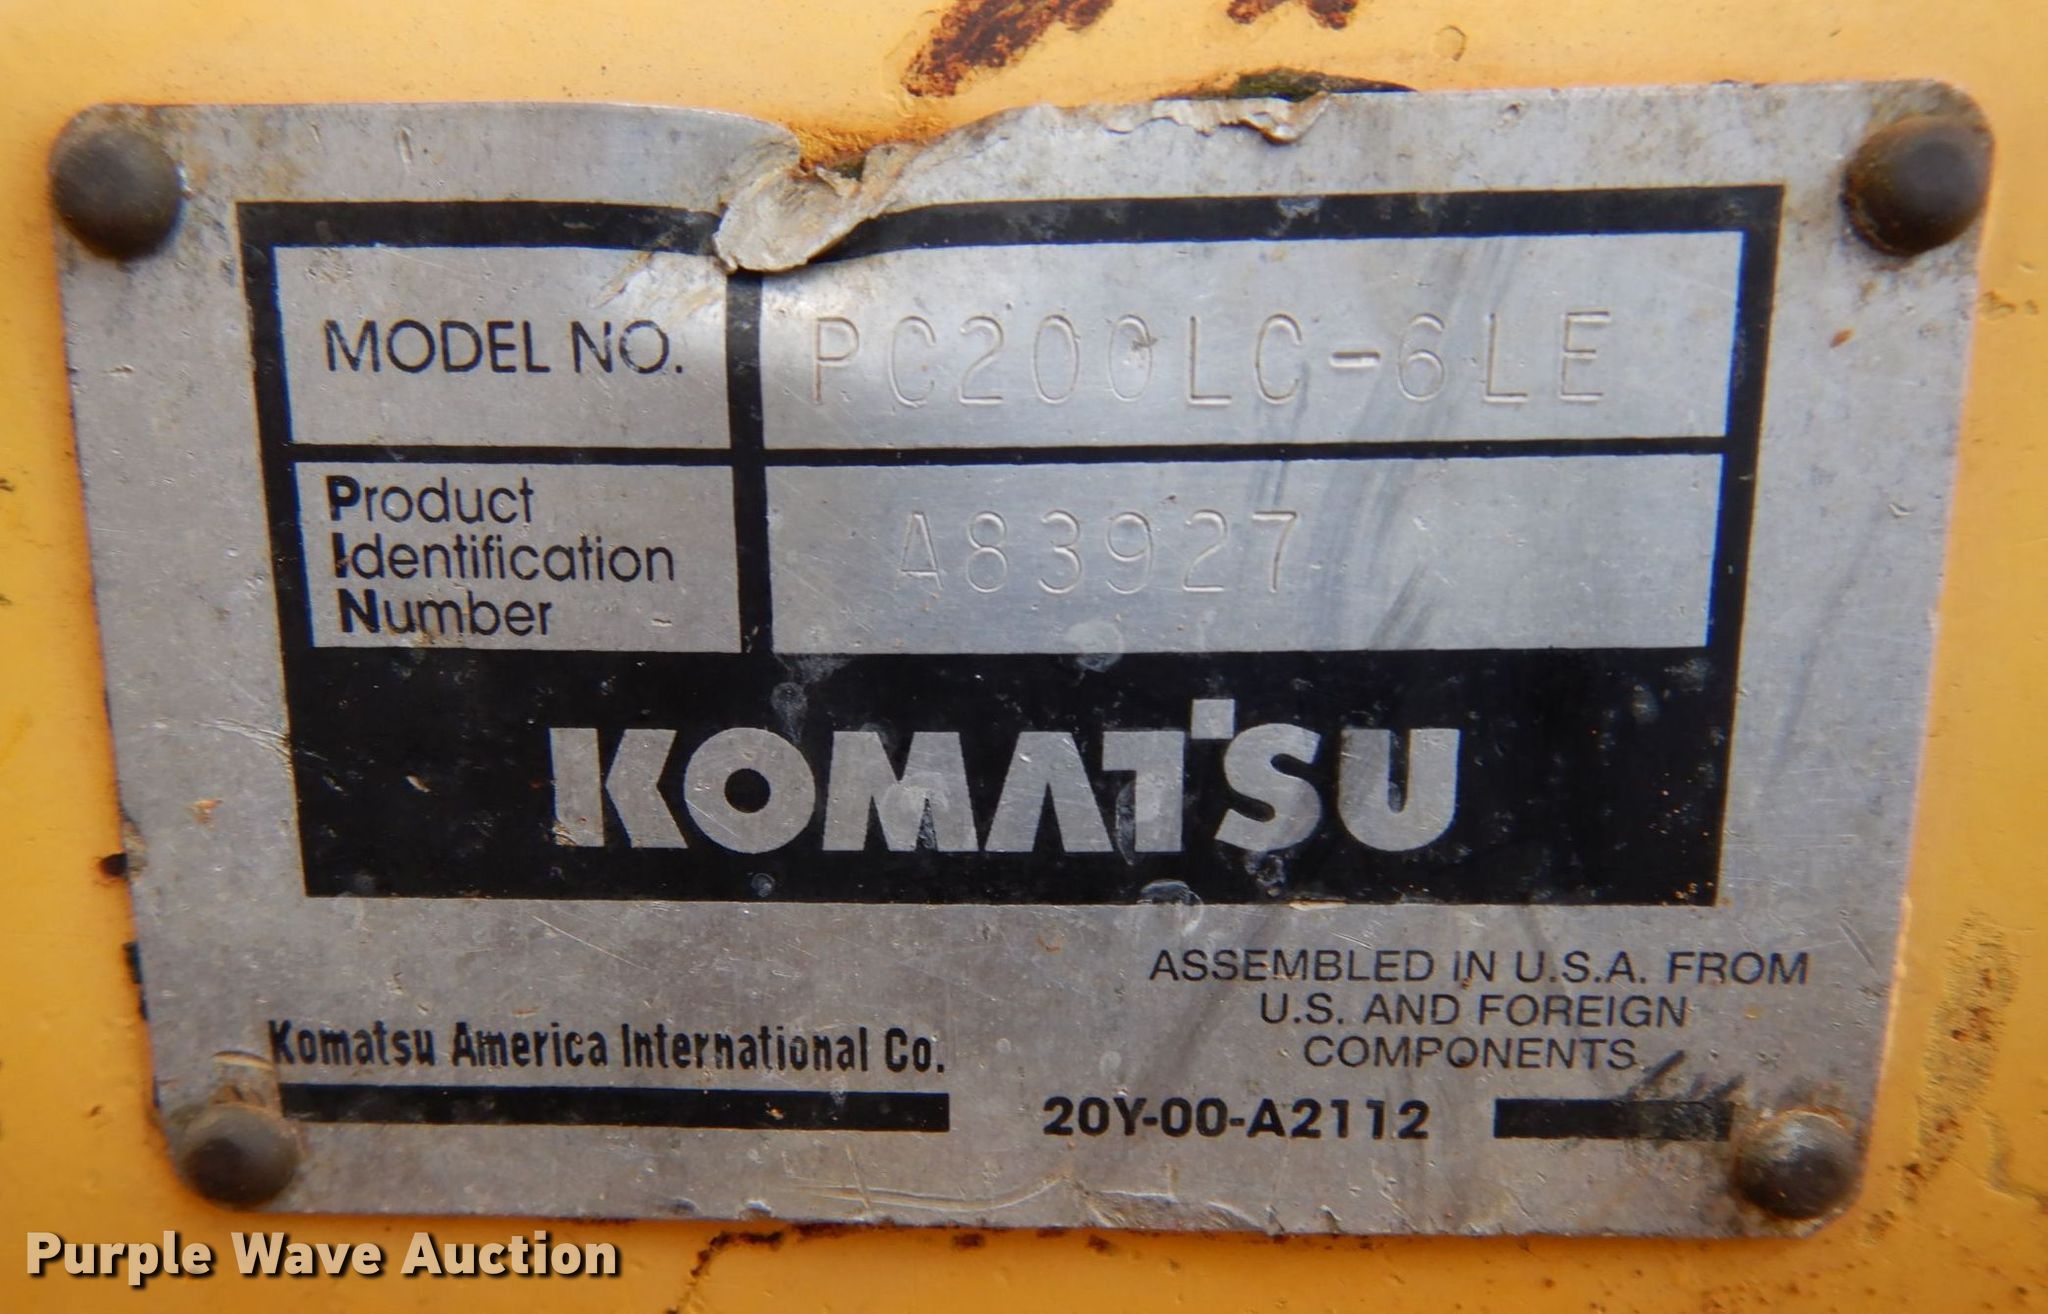 MODEL NO. PC200LC-6LE
Product
Identification
Number
A83927
KOMATSU
ASSEMBLED IN U.S.A. FROM
U.S. AND FOREIGN
COMPONENTS
Komatsu America International Co.
20Y-00-A2112
Purple Wave Auction